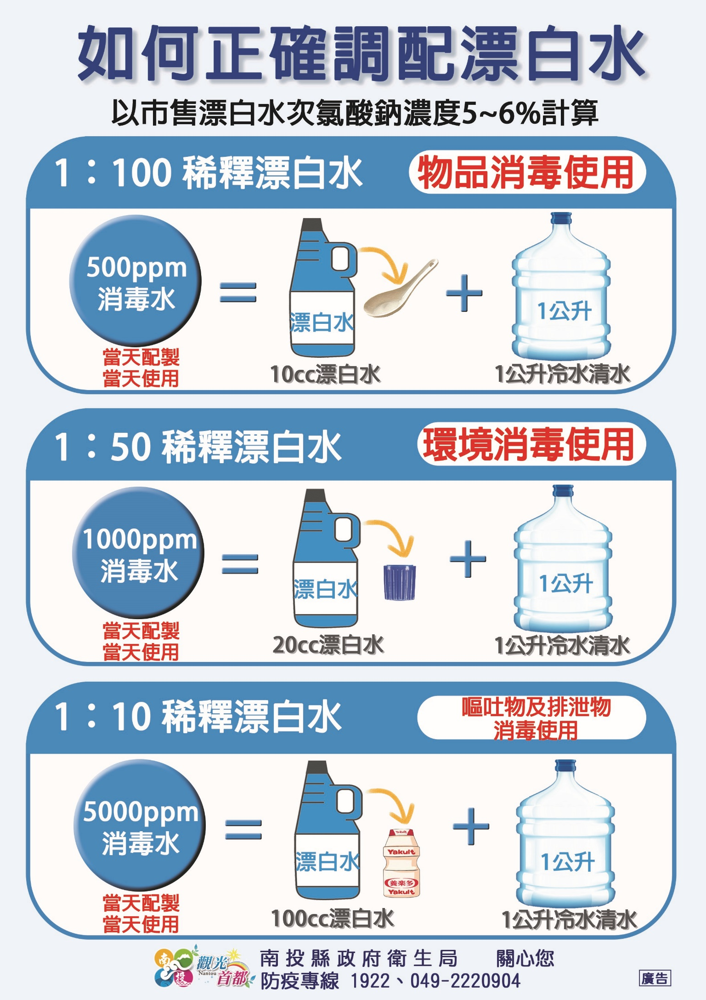 如何正確調配漂白水
以市售漂白水次氯酸鈉濃度5~6%計算
1：100 稀釋漂白水
物品消毒使用
500ppm
消毒水
當天配製
當天使用
漂白水
10cc漂白水
1公升
1公升冷水清水
1：50 稀釋漂白水
環境消毒使用
1000ppm
消毒水
當天配製
當天使用
漂白水
20cc漂白水
1公升
1公升冷水清水
1：10 稀釋漂白水
嘔吐物及排泄物
消毒使用
5000ppm
消毒水
當天配製
當天使用
漂白水
100cc漂白水
Yakult
Yakult
養楽多
Yakult
1公升
1公升冷水清水
南投
觀光
Nantou
首都
南投縣政府衛生局 關心您
防疫專線 1922、049-2220904
廣告